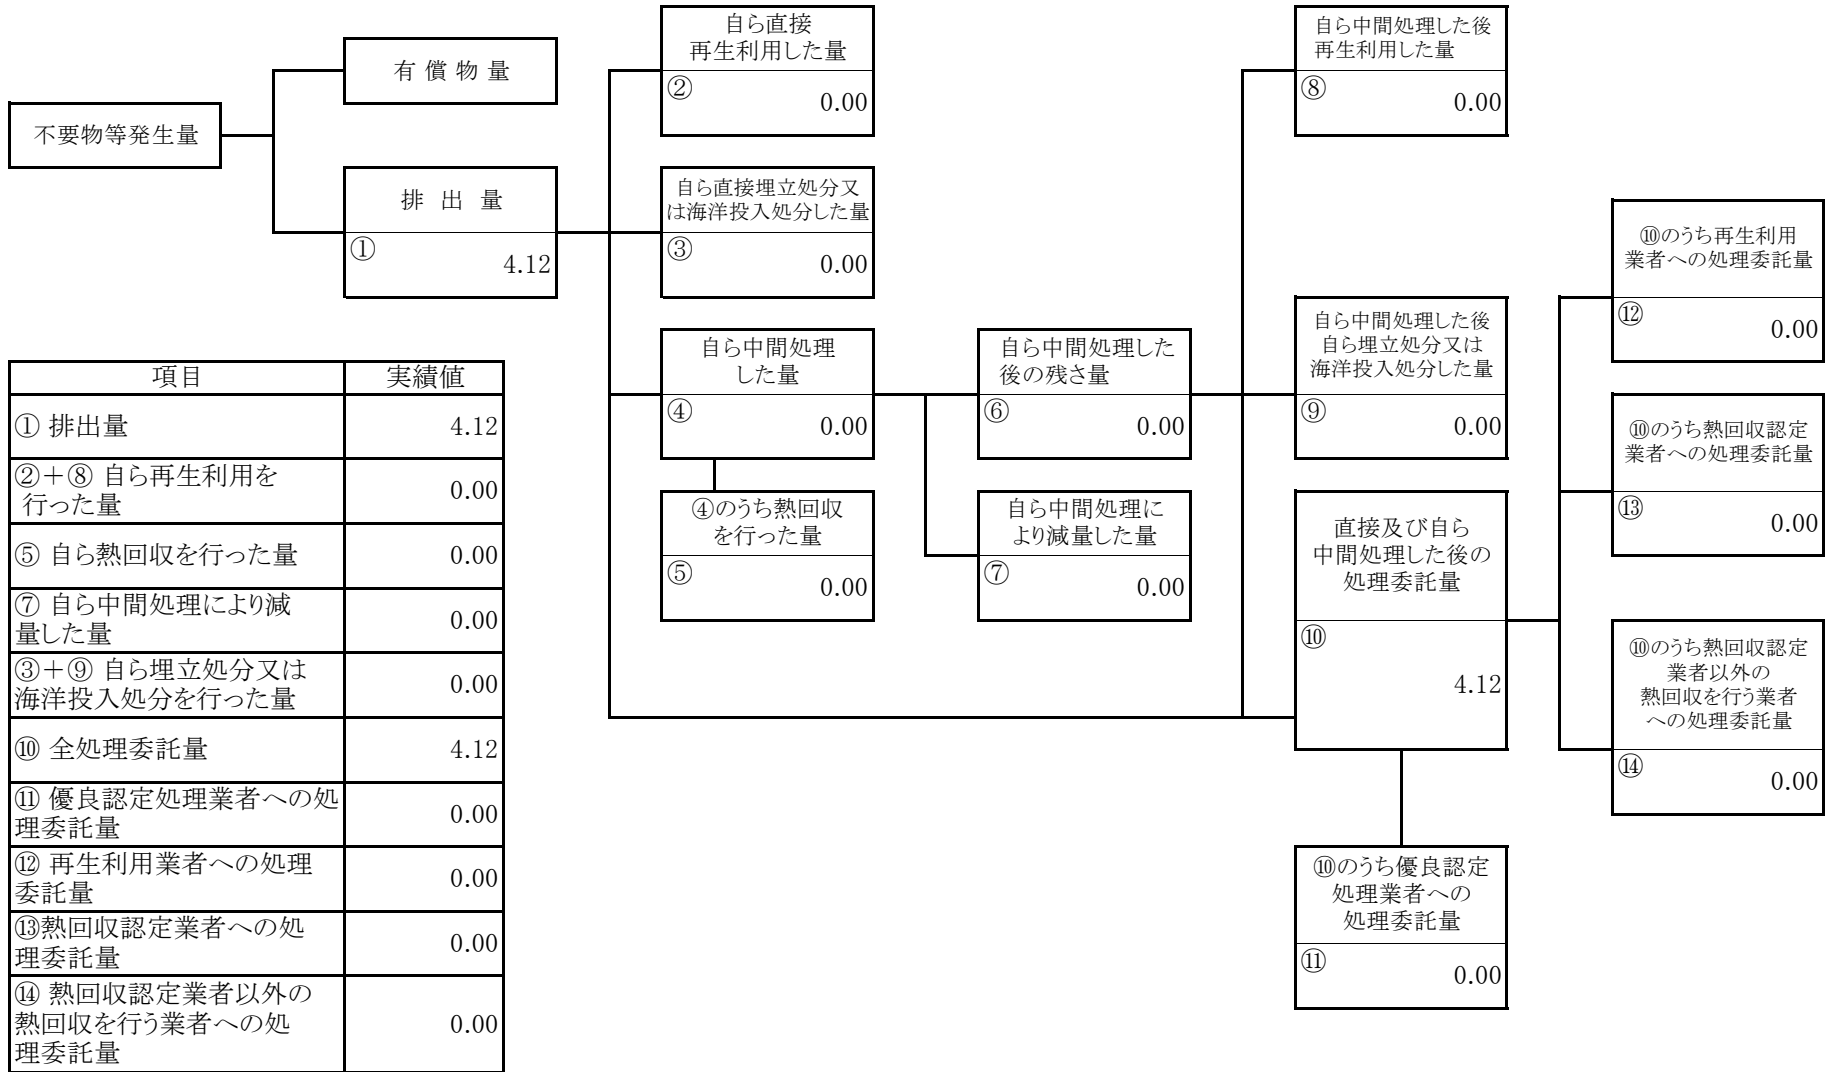 不要物等発生量
有 償 物 量
排 出 量
①
4.12
自ら直接
再生利用した量
②
0.00
自ら直接埋立処分又
は海洋投入処分した量
③
0.00
自ら中間処理
した量
④
0.00
④のうち熱回収
を行った量
⑤
0.00
自ら中間処理した
後の残さ量
⑥
0.00
自ら中間処理に
より減量した量
⑦
0.00
自ら中間処理した後
再生利用した量
⑧
0.00
自ら中間処理した後
自ら埋立処分又は
海洋投入処分した量
⑨
0.00
直接及び自ら
中間処理した後の
処理委託量
⑩
4.12
⑩のうち優良認定
処理業者への
処理委託量
⑪
0.00
⑩のうち再生利用
業者への処理委託量
⑫
0.00
⑩のうち熱回収認定
業者への処理委託量
⑬
0.00
⑩のうち熱回収認定
業者以外の
熱回収を行う業者
への処理委託量
⑭
0.00
項目 実績値
① 排出量 4.12
②＋⑧ 自ら再生利用を
行った量 0.00
⑤ 自ら熱回収を行った量 0.00
⑦ 自ら中間処理により減
量した量 0.00
③＋⑨ 自ら埋立処分又は
海洋投入処分を行った量 0.00
⑩ 全処理委託量 4.12
⑪ 優良認定処理業者への処
理委託量 0.00
⑫ 再生利用業者への処理
委託量 0.00
⑬熱回収認定業者への処
理委託量 0.00
⑭ 熱回収認定業者以外の
熱回収を行う業者への処
理委託量 0.00